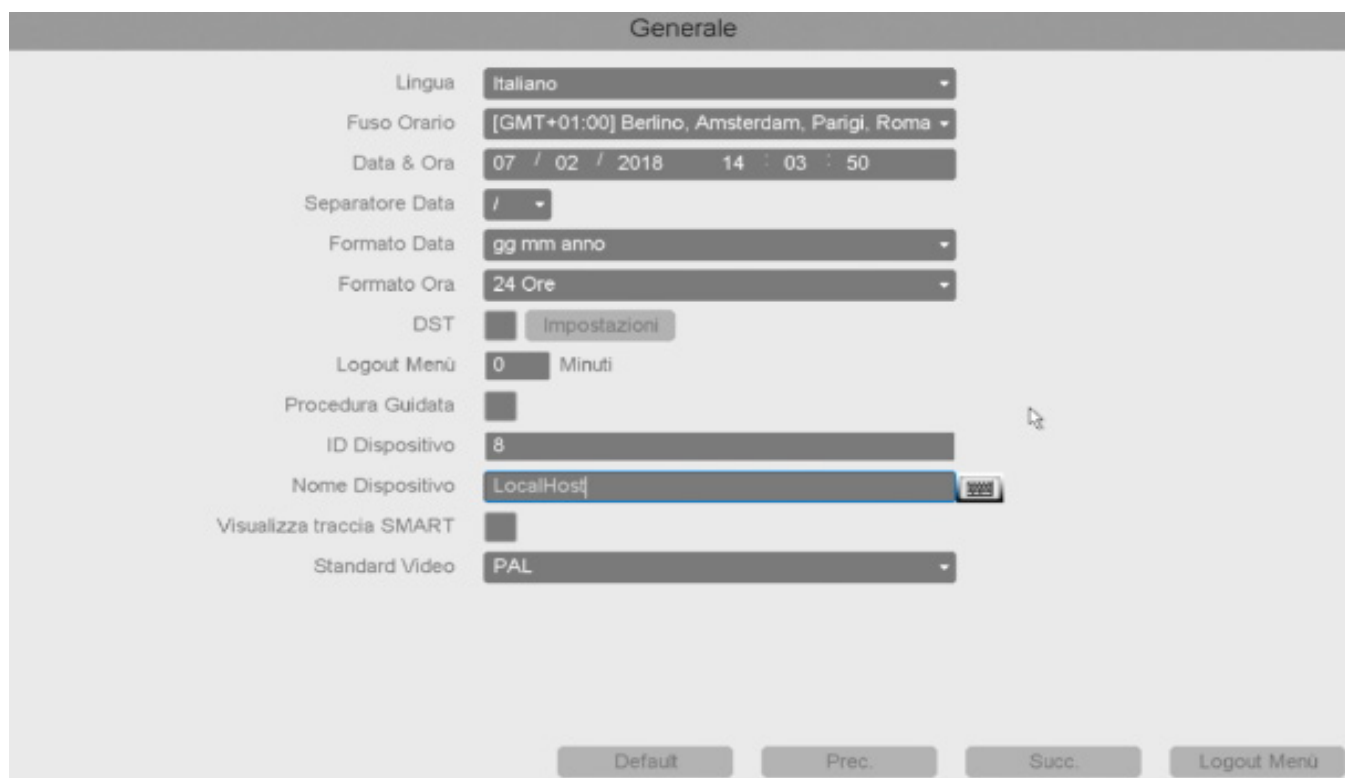 Generale
Lingua Italiano
Fuso Orario [GMT+01:00] Berlino, Amsterdam, Parigi, Roma
Data & Ora 07 / 02 / 2018 14 : 03 : 50
Separatore Data /
Formato Data gg mm anno
Formato Ora 24 Ore
DST Impostazioni
Logout Menù 0 Minuti
Procedura Guidata
ID Dispositivo 8
Nome Dispositivo LocalHost
Visualizza traccia SMART
Standard Video PAL
Default Prec. Succ. Logout Menù